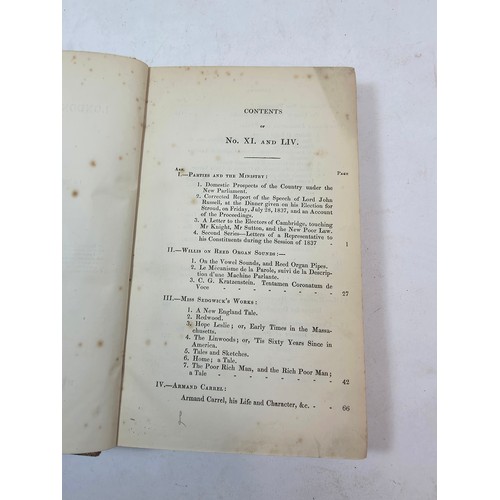 CONTENTS
OF
No. XI. AND LIV.
Art. Page
I.—Parties and the Ministry:
1. Domestic Prospects of the Country under the
New Parliament.
2. Corrected Report of the Speech of Lord John
Russell, at the Dinner given on his Election for
Stroud, on Friday, July 28, 1837, and an Account
of the Proceedings.
3. A Letter to the Electors of Cambridge, touching
Mr Knight, Mr Sutton, and the New Poor Law.
4. Second Series—Letters of a Representative to
his Constituents during the Session of 1837 - 1
II.—Willis on Reed Organ Sounds:—
1. On the Vowel Sounds, and Reed Organ Pipes.
2. Le Mécanisme de la Parole, suivi de la Descrip-
tion d'une Machine Parlante.
3. C. G. Kratzenstein. Tentamen Coronatum de
Voce - - - - - - 27
III.—Miss Sedgwick's Works:
1. A New England Tale.
2. Redwood.
3. Hope Leslie; or, Early Times in the Massa-
chusetts.
4. The Linwoods; or, 'Tis Sixty Years Since in
America.
5. Tales and Sketches.
6. Home; a Tale.
7. The Poor Rich Man, and the Rich Poor Man;
a Tale - - - - - - 42
IV.—Armand Carrel:
Armand Carrel, his Life and Character, &c. - - 66